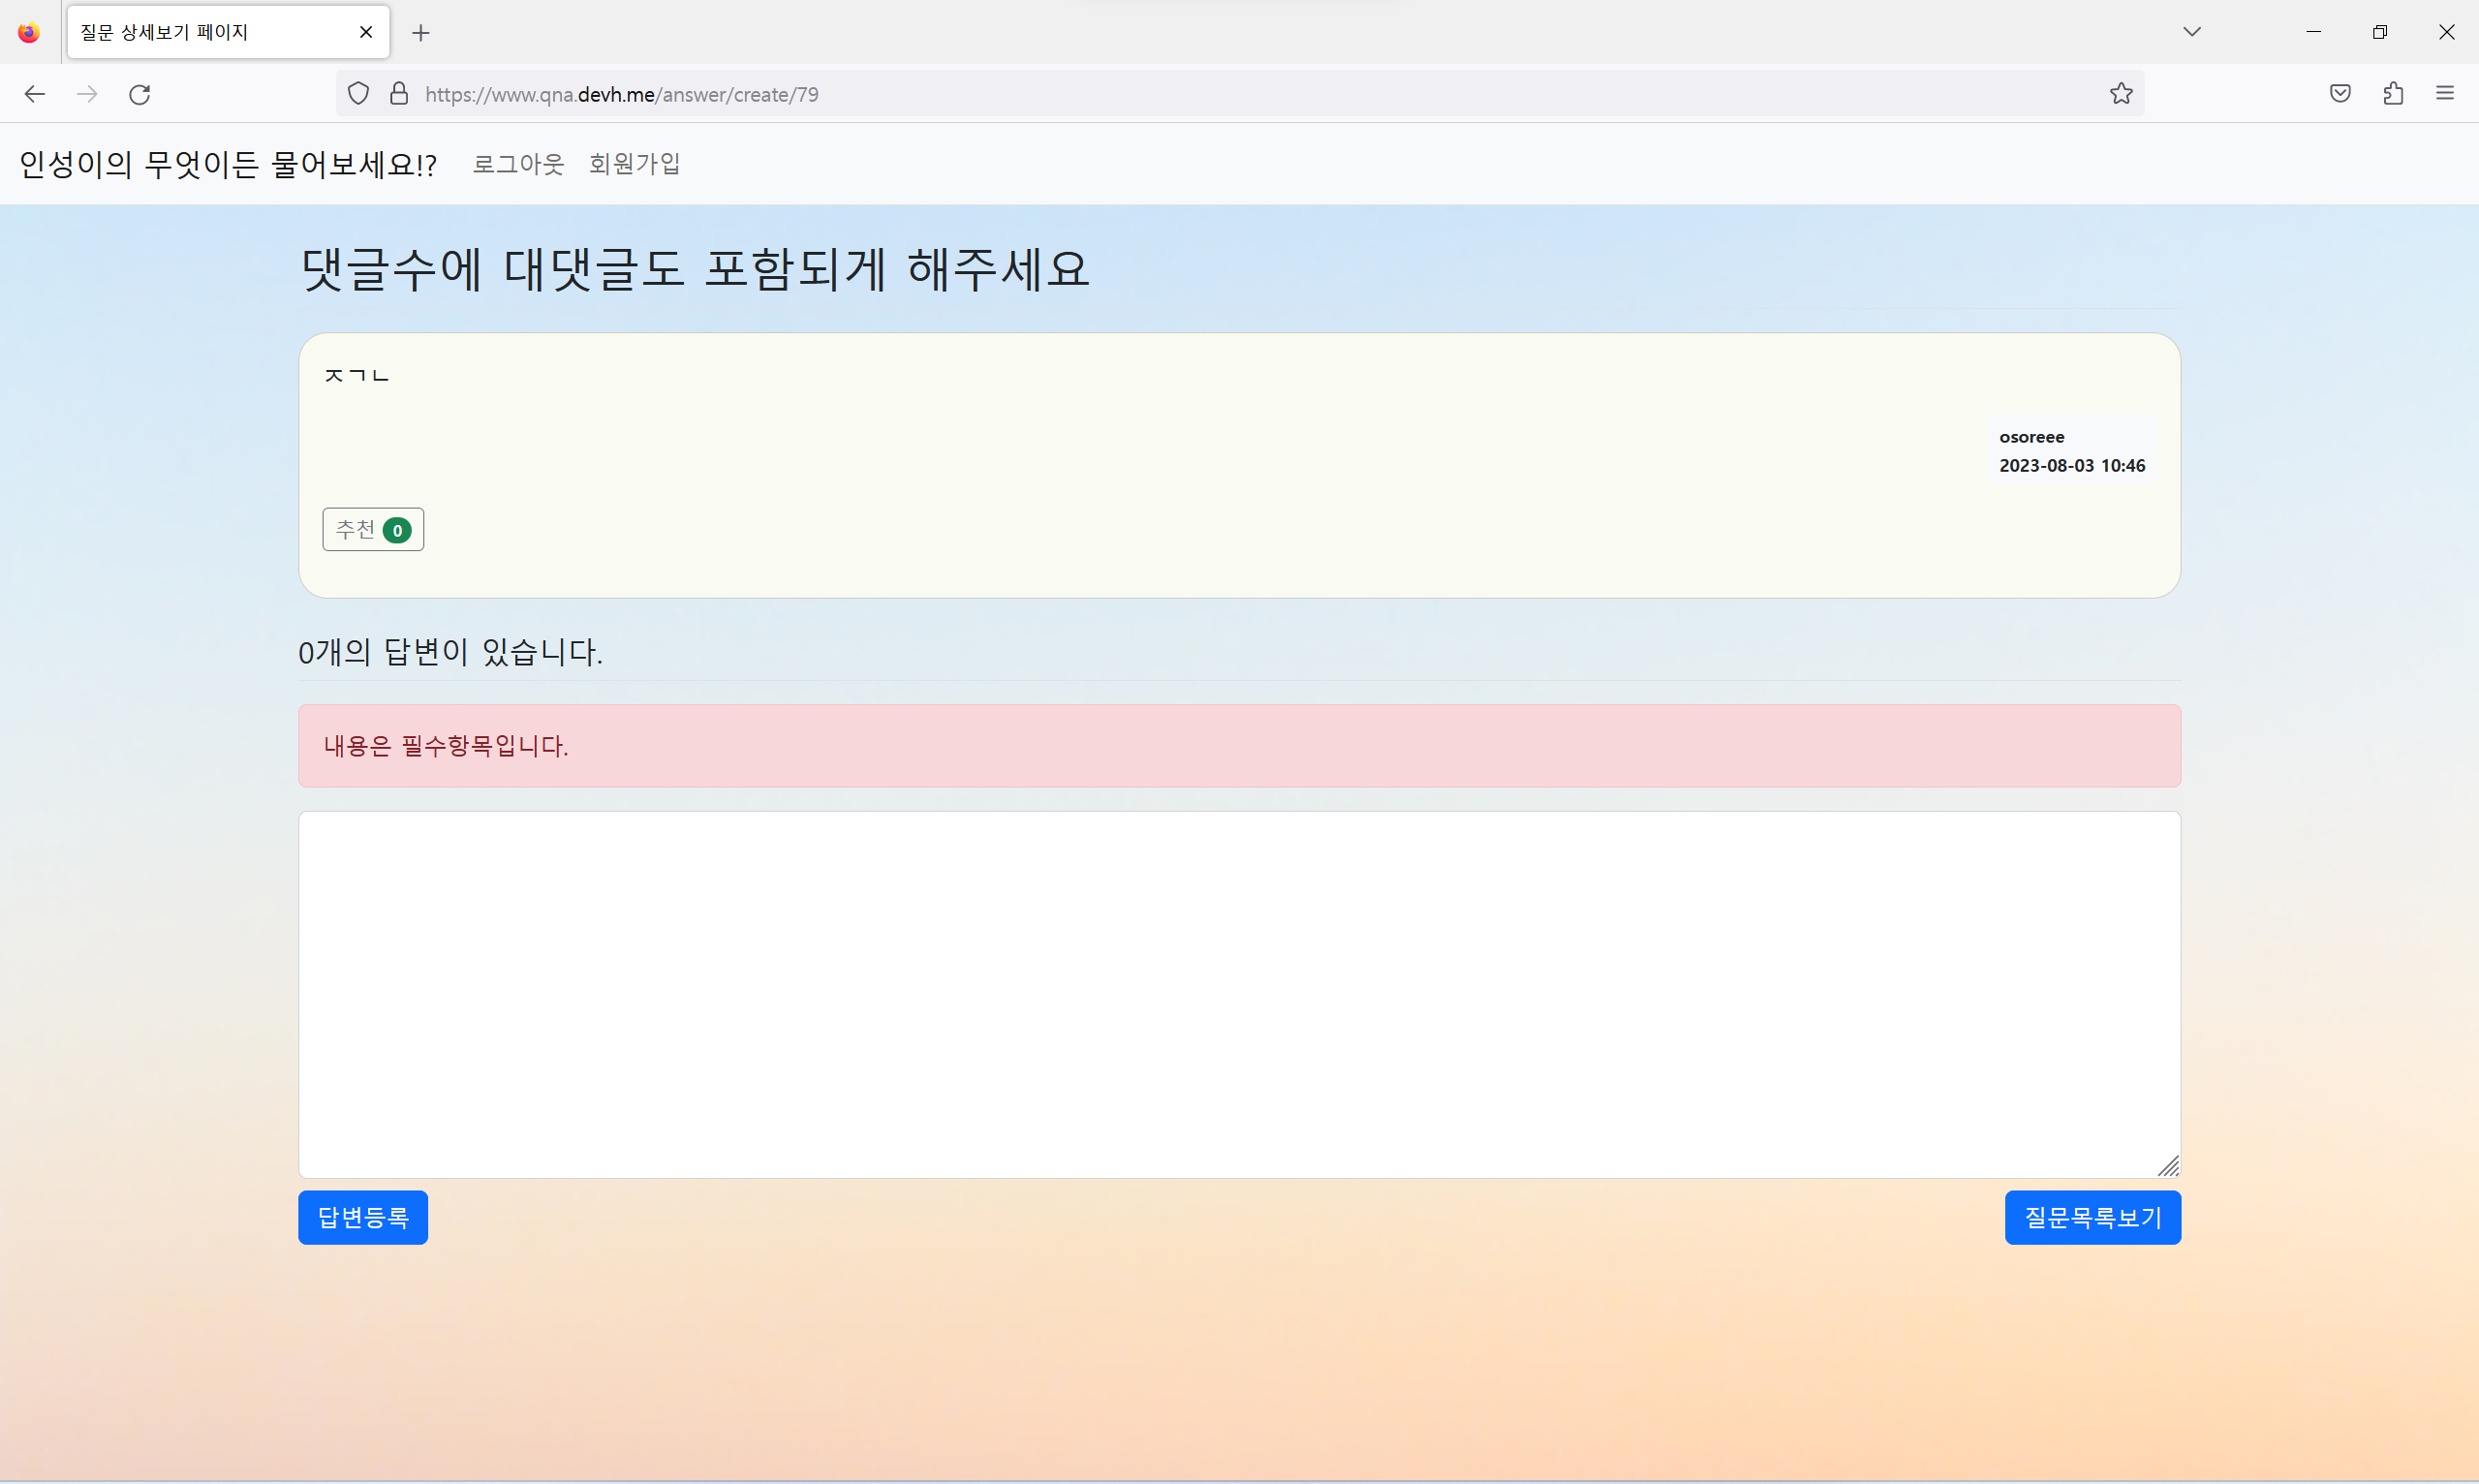 질문 상세보기 페이지
https://www.qna.devh.me/answer/create/79
인성이의 무엇이든 물어보세요!? 로그아웃 회원가입
댓글수에 대댓글도 포함되게 해주세요
ㅈㄱㄴ
osoreee
2023-08-03 10:46
추천 0
0개의 답변이 있습니다.
내용은 필수항목입니다.
답변등록 질문목록보기